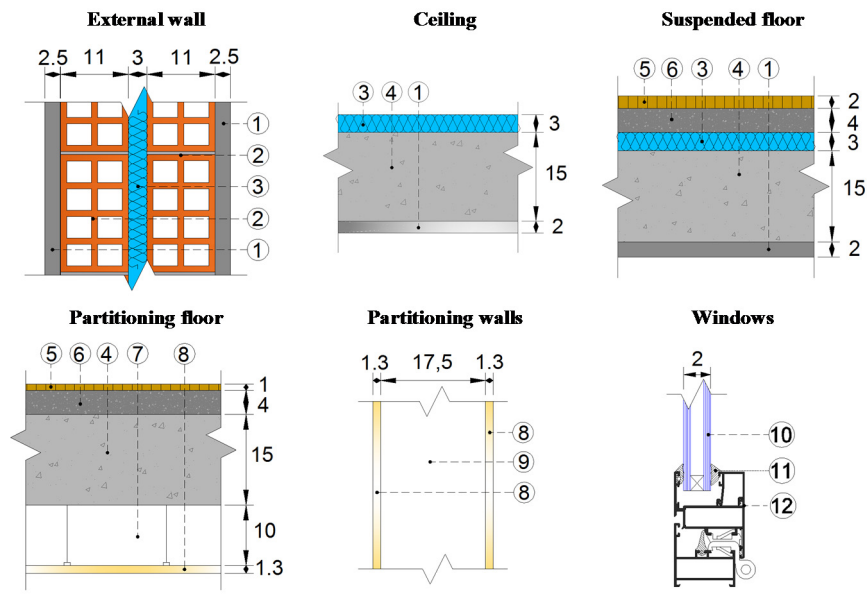 External wall
2.5 11 3 11 2.5
1
2
3
2
1
Ceiling
3 4 1
3
15
2
Suspended floor
5 6 3 4 1
2
4
3
15
2
Partitioning floor
5 6 4 7 8
1
4
15
10
1.3
Partitioning walls
1.3 17,5 1.3
8
9
8
Windows
2
10
11
12